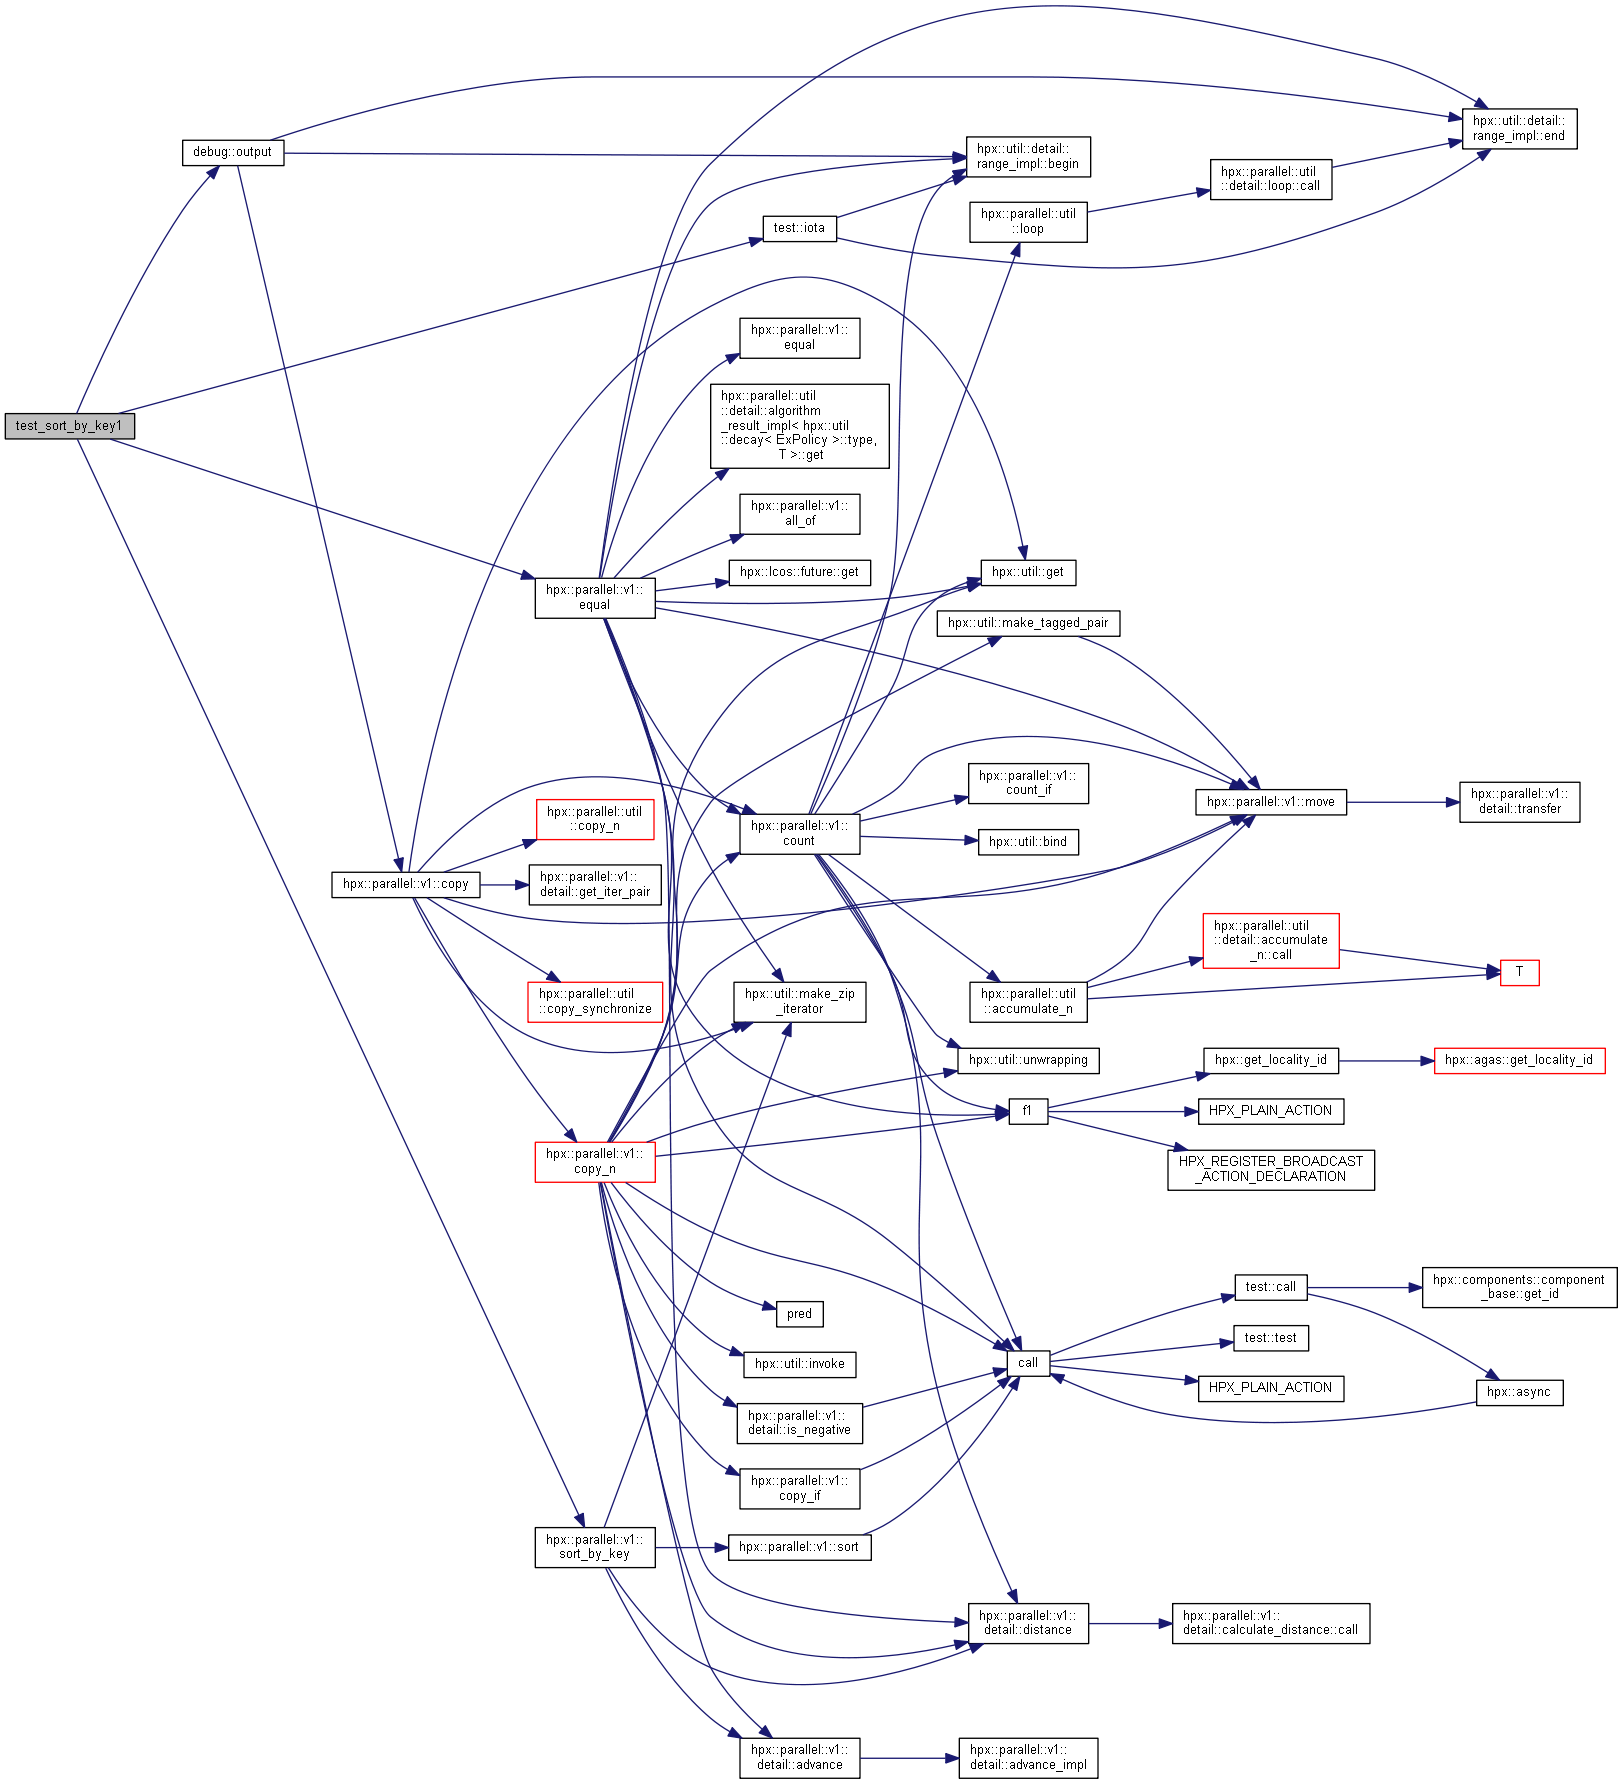 test_sort_by_key1
debug::output
hpx::parallel::v1::copy
hpx::parallel::v1::
equal
hpx::parallel::util
::copy_n
hpx::parallel::v1::
detail::get_iter_pair
hpx::parallel::util
::copy_synchronize
hpx::parallel::v1::
copy_n
hpx::parallel::v1::
sort_by_key
test::iota
hpx::parallel::v1::
equal
hpx::parallel::util
::detail::algorithm
_result_impl< hpx::util
::decay< ExPolicy >::type,
T >::get
hpx::parallel::v1::
all_of
hpx::lcos::future::get
hpx::parallel::v1::
count
hpx::util::make_zip
_iterator
pred
hpx::util::invoke
hpx::parallel::v1::
detail::is_negative
hpx::parallel::v1::
copy_if
hpx::parallel::v1::sort
hpx::parallel::v1::
detail::advance
hpx::util::detail::
range_impl::begin
hpx::parallel::util
::loop
hpx::util::get
hpx::util::make_tagged_pair
hpx::parallel::v1::
count_if
hpx::util::bind
hpx::parallel::util
::accumulate_n
hpx::util::unwrapping
f1
call
hpx::parallel::v1::
detail::distance
hpx::parallel::v1::
detail::advance_impl
hpx::parallel::util
::detail::loop::call
hpx::parallel::v1::move
hpx::parallel::util
::detail::accumulate
_n::call
hpx::get_locality_id
HPX_PLAIN_ACTION
HPX_REGISTER_BROADCAST
_ACTION_DECLARATION
test::call
test::test
HPX_PLAIN_ACTION
hpx::parallel::v1::
detail::calculate_distance::call
hpx::util::detail::
range_impl::end
hpx::parallel::v1::
detail::transfer
T
hpx::agas::get_locality_id
hpx::components::component
_base::get_id
hpx::async